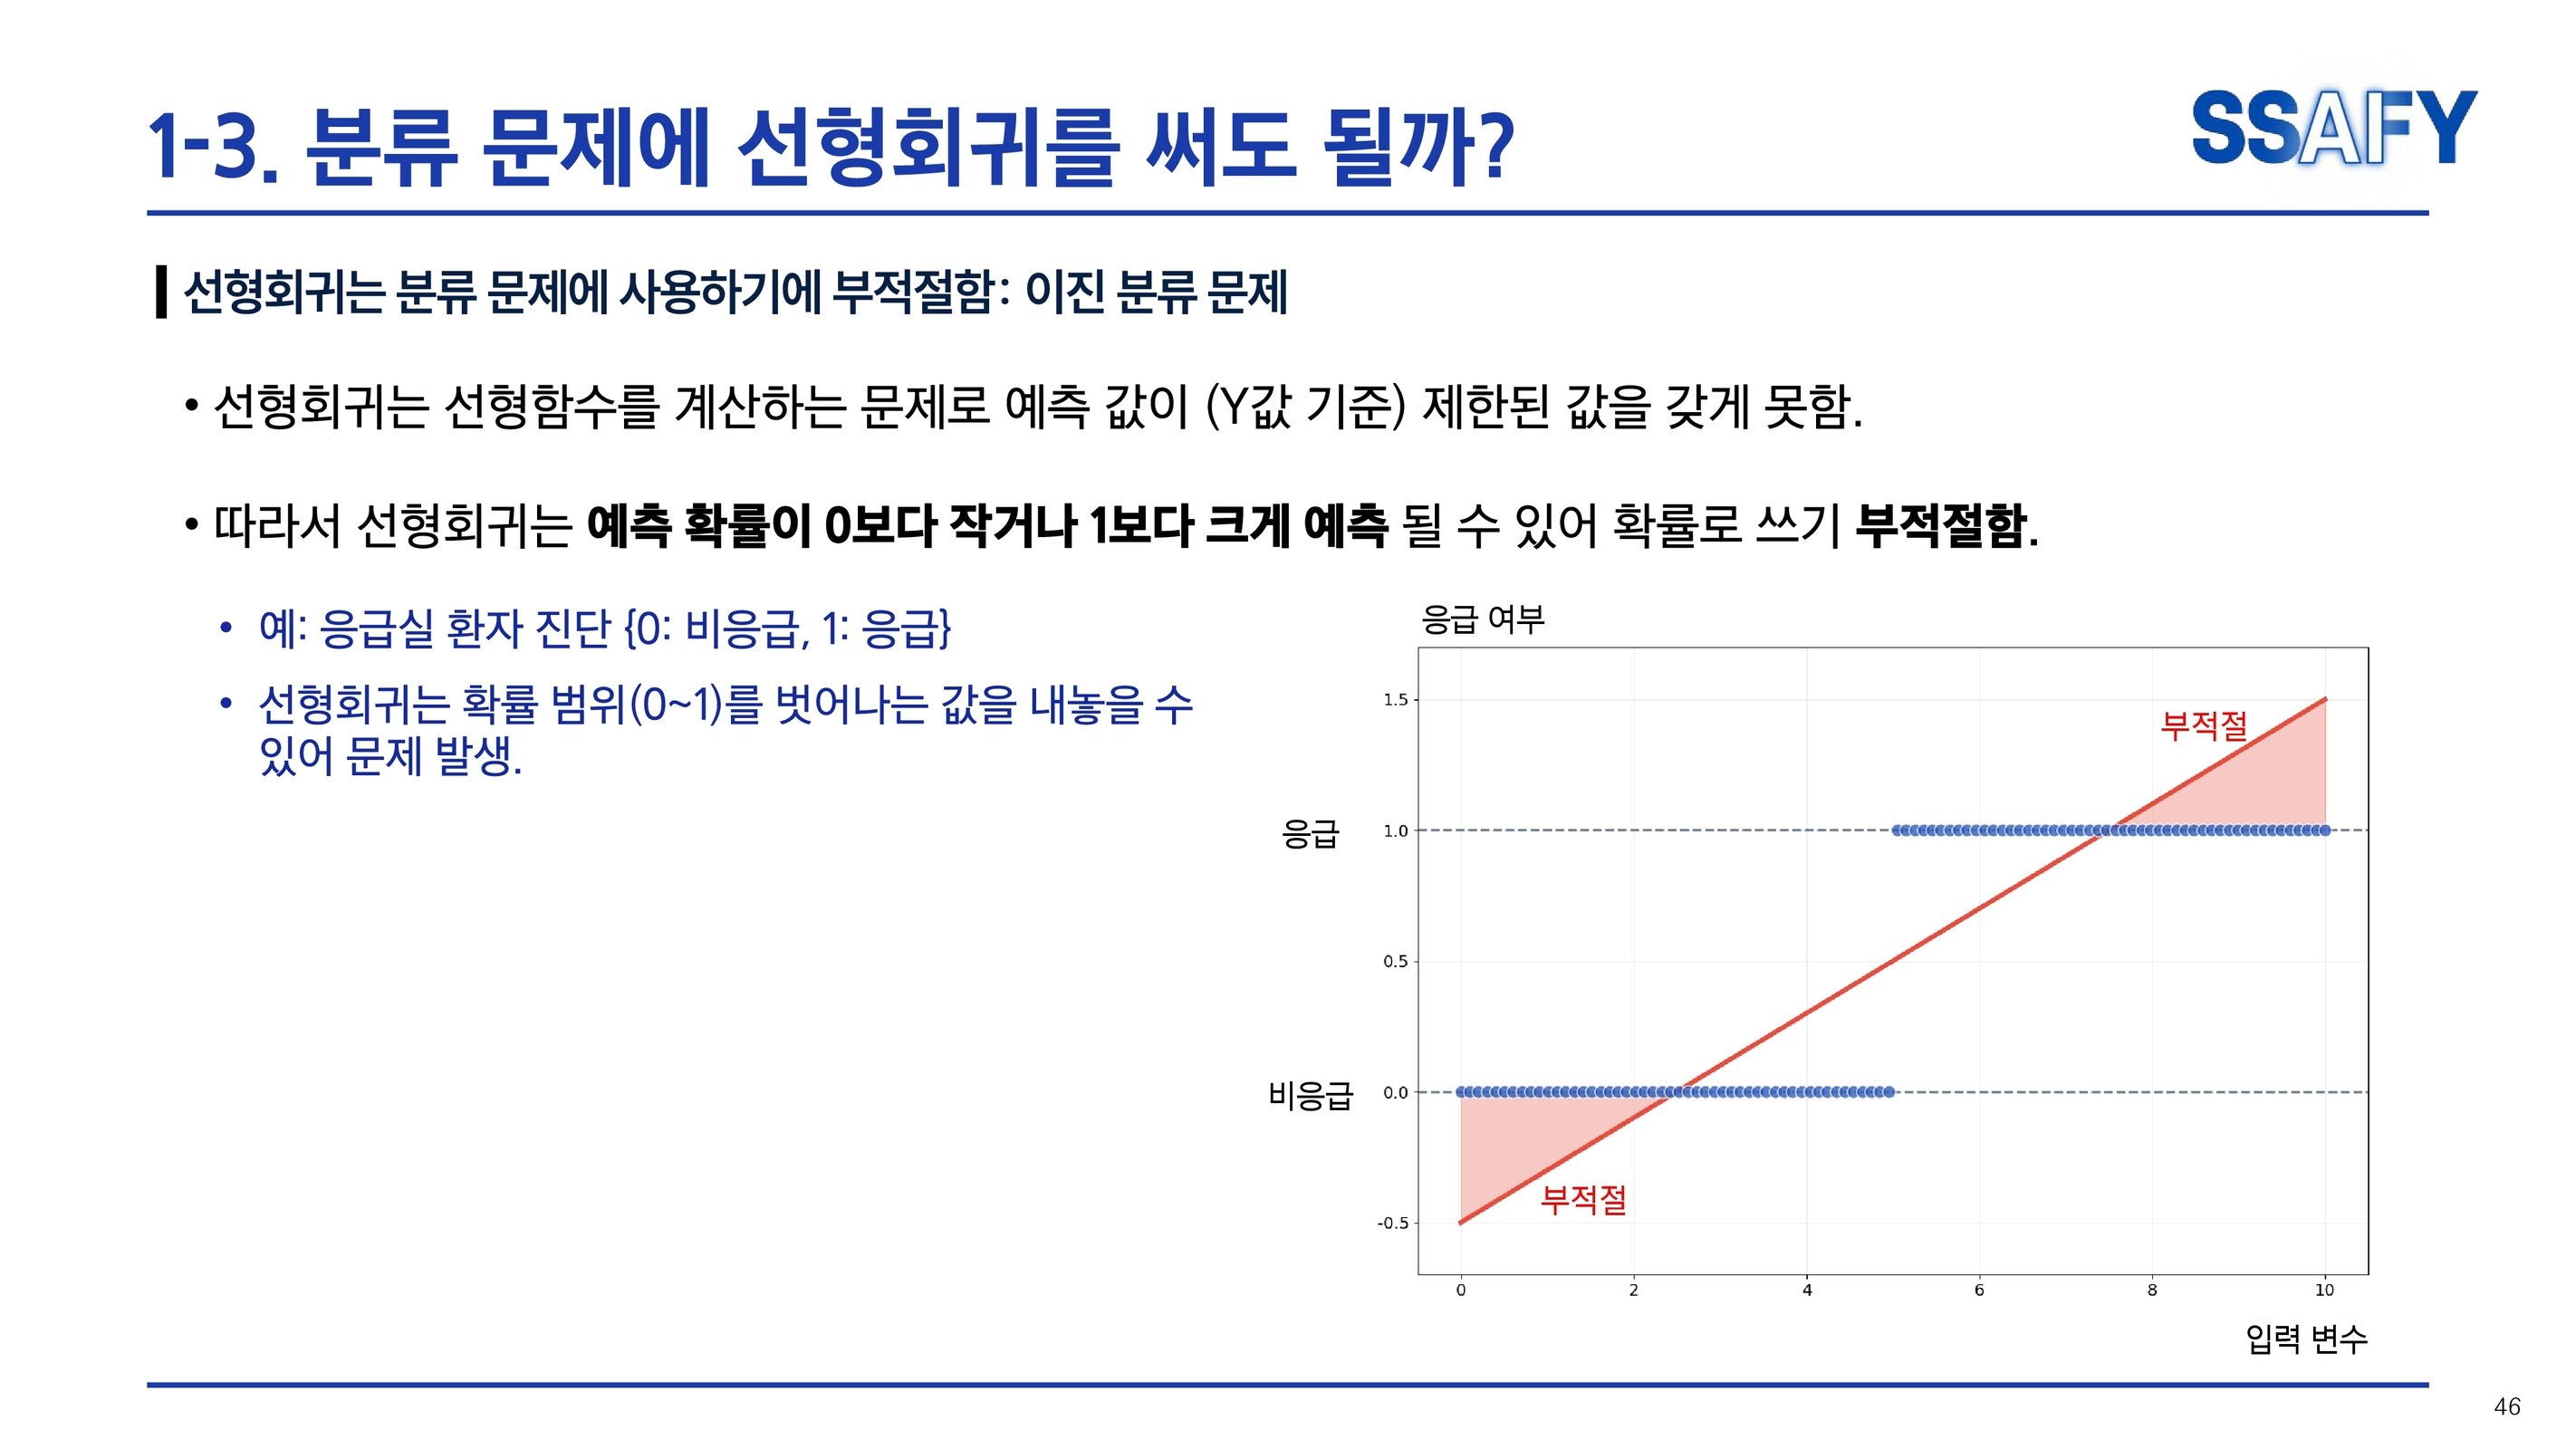 1-3. 분류 문제에 선형회귀를 써도 될까?
SSAFY
선형회귀는 분류 문제에 사용하기에 부적절함: 이진 분류 문제
• 선형회귀는 선형함수를 계산하는 문제로 예측 값이 (Y값 기준) 제한된 값을 갖게 못함.
• 따라서 선형회귀는 예측 확률이 0보다 작거나 1보다 크게 예측 될 수 있어 확률로 쓰기 부적절함.
• 예: 응급실 환자 진단 {0: 비응급, 1: 응급}
• 선형회귀는 확률 범위(0~1)를 벗어나는 값을 내놓을 수
있어 문제 발생.
응급 여부
1.5
부적절
응급
1.0
0.5
비응급
0.0
부적절
-0.5
0 2 4 6 8 10
입력 변수
46